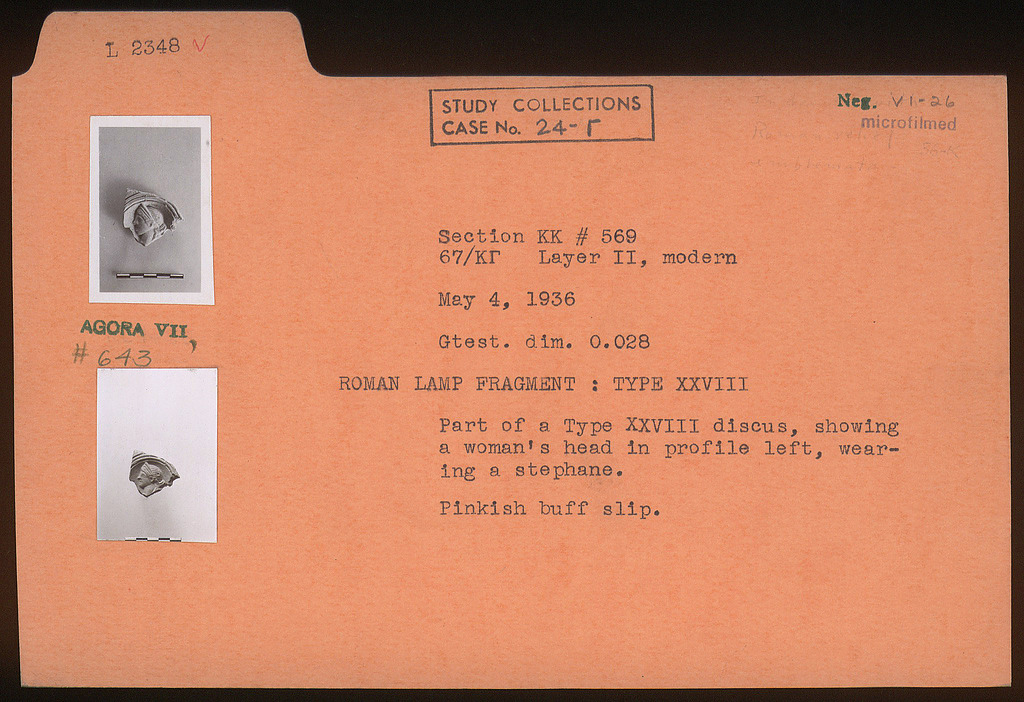 L 2348 V
STUDY COLLECTIONS
CASE No. 24-Γ
Neg. VI-26
microfilmed
AGORA VII,
# 643
Section KK # 569
67/ΚΓ Layer II, modern
May 4, 1936
Gtest. dim. 0.028
ROMAN LAMP FRAGMENT : TYPE XXVIII
Part of a Type XXVIII discus, showing
a woman's head in profile left, wear-
ing a stephane.
Pinkish buff slip.